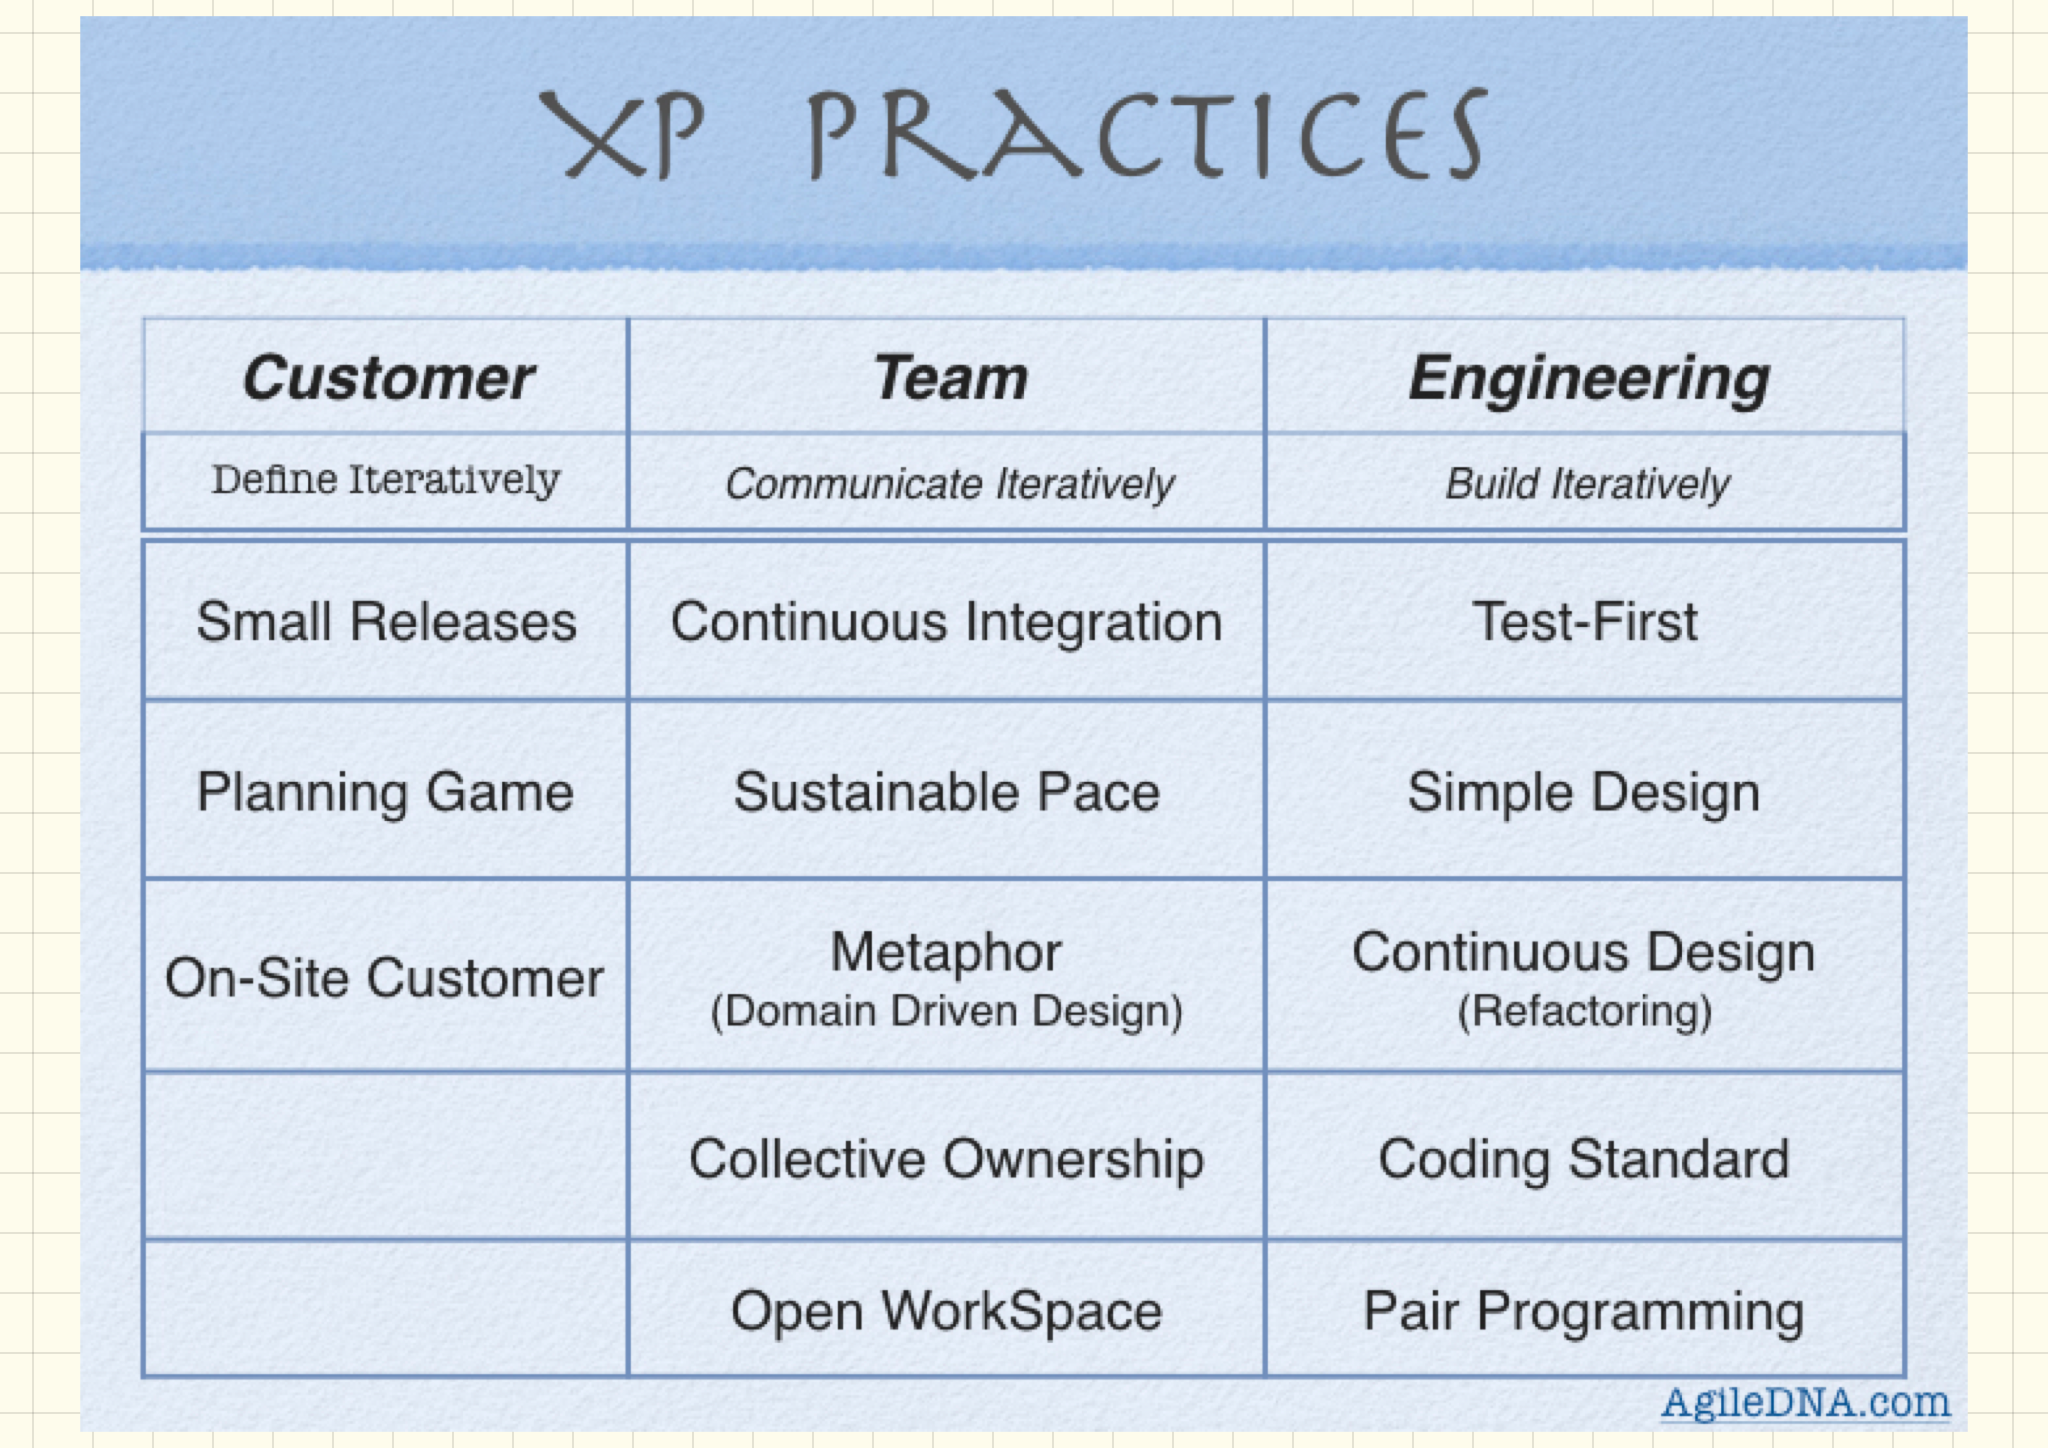 XP PRACTICES
Customer Team Engineering
Define Iteratively Communicate Iteratively Build Iteratively
Small Releases Continuous Integration Test-First
Planning Game Sustainable Pace Simple Design
On-Site Customer Metaphor Continuous Design
(Domain Driven Design) (Refactoring)
Collective Ownership Coding Standard
Open WorkSpace Pair Programming
AgileDNA.com